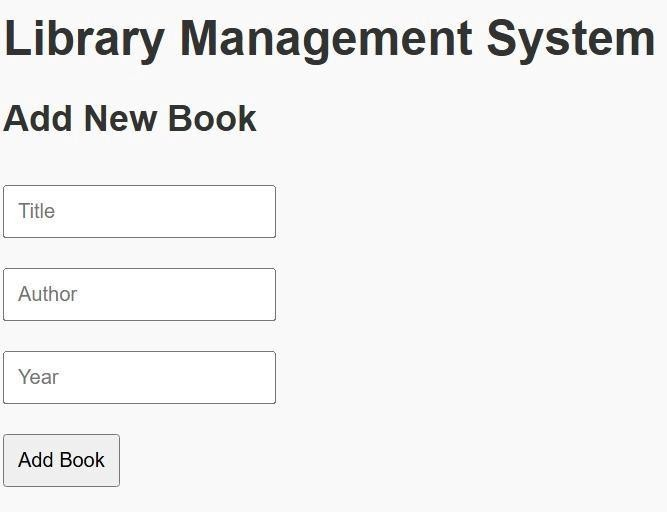 Library Management System
Add New Book
Title
Author
Year
Add Book